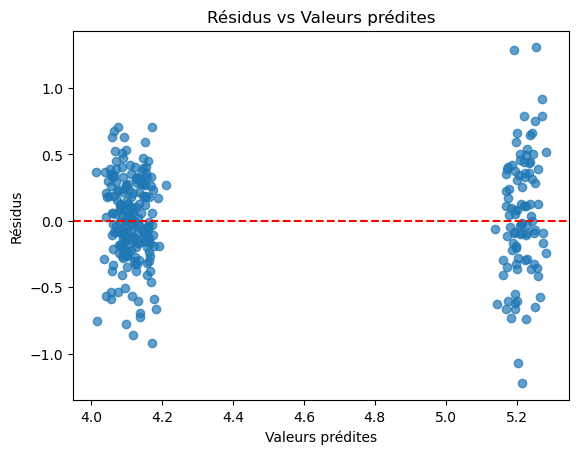 Résidus vs Valeurs prédites
Résidus
1.0
0.5
0.0
−0.5
−1.0
4.0 4.2 4.4 4.6 4.8 5.0 5.2
Valeurs prédites